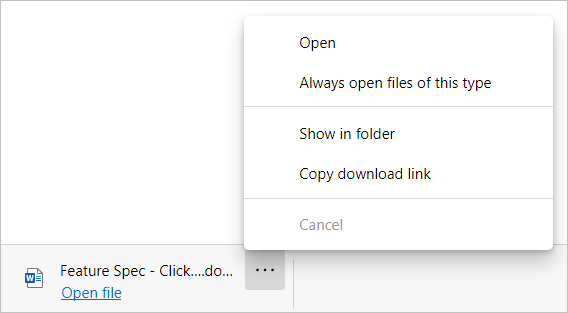 Open
Always open files of this type
Show in folder
Copy download link
Cancel
Feature Spec - Click....do...
Open file